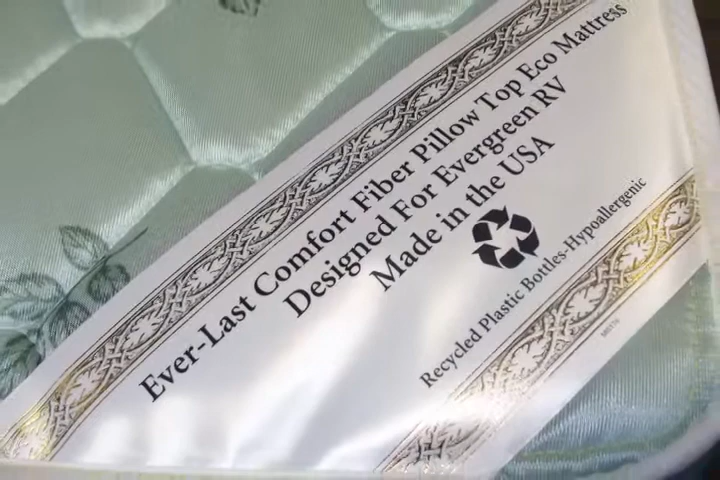 Ever-Last Comfort Fiber Pillow Top Eco Mattress
Designed For Evergreen RV
Made in the USA
Recycled Plastic Bottles-Hypoallergenic